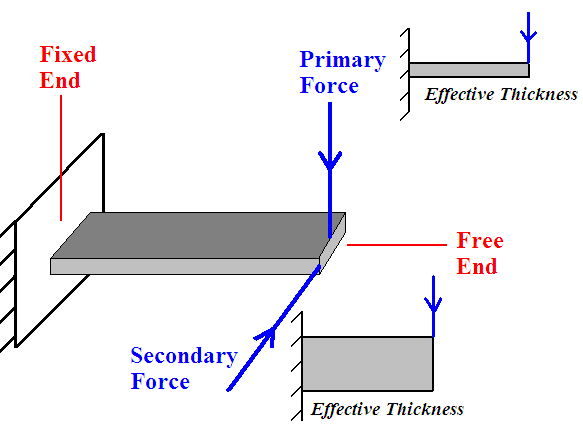 Fixed
End
Primary
Force
Effective Thickness
Free
End
Secondary
Force
Effective Thickness